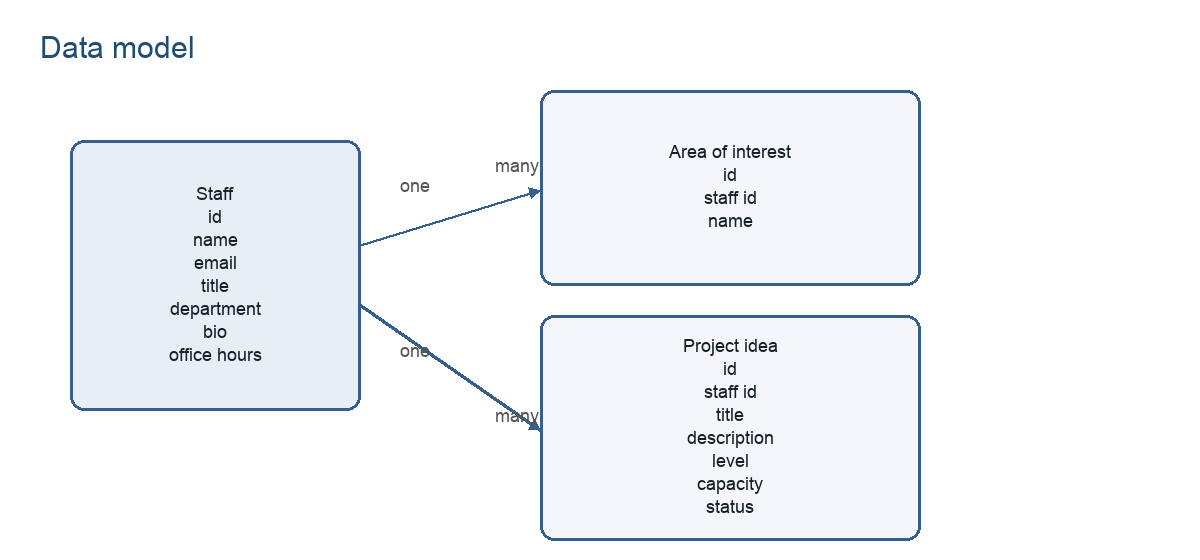 Data model
Staff
id
name
email
title
department
bio
office hours
one
many
one
many
Area of interest
id
staff id
name
Project idea
id
staff id
title
description
level
capacity
status